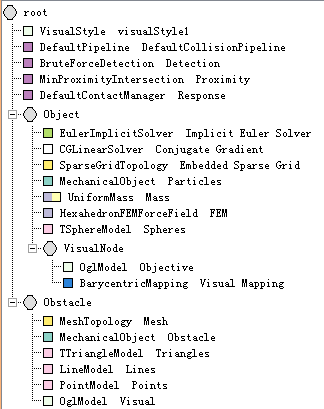 root
VisualStyle visualStyle1
DefaultPipeline DefaultCollisionPipeline
BruteForceDetection Detection
MinProximityIntersection Proximity
DefaultContactManager Response
Object
EulerImplicitSolver Implicit Euler Solver
CGLinearSolver Conjugate Gradient
SparseGridTopology Embedded Sparse Grid
MechanicalObject Particles
UniformMass Mass
HexahedronFEMForceField FEM
TSphereModel Spheres
VisualNode
OglModel Objective
BarycentricMapping Visual Mapping
Obstacle
MeshTopology Mesh
MechanicalObject Obstacle
TTriangleModel Triangles
LineModel Lines
PointModel Points
OglModel Visual